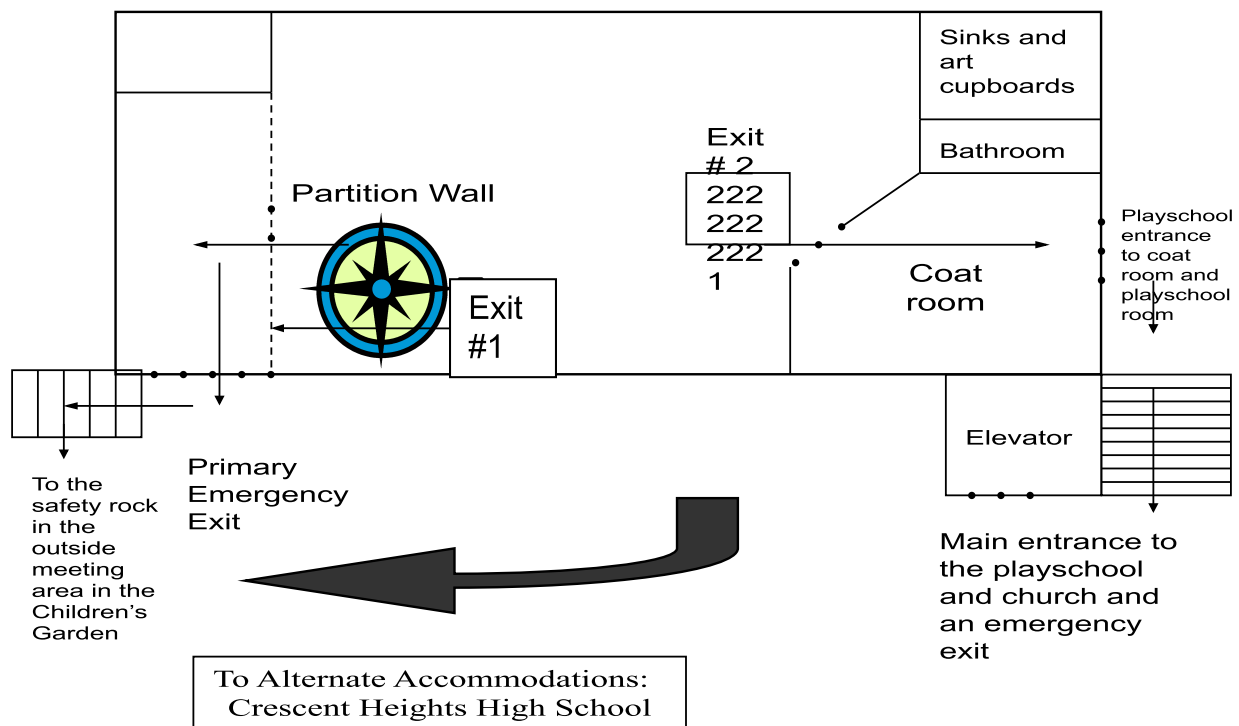 Sinks and
art
cupboards
Exit
# 2
222
222
222
1
Bathroom
Partition Wall
Playschool
entrance
to coat
room and
playschool
room
Coat
room
Exit
#1
Elevator
Primary
Emergency
Exit
To the
safety rock
in the
outside
meeting
area in the
Children’s
Garden
Main entrance to
the playschool
and church and
an emergency
exit
To Alternate Accommodations:
Crescent Heights High School